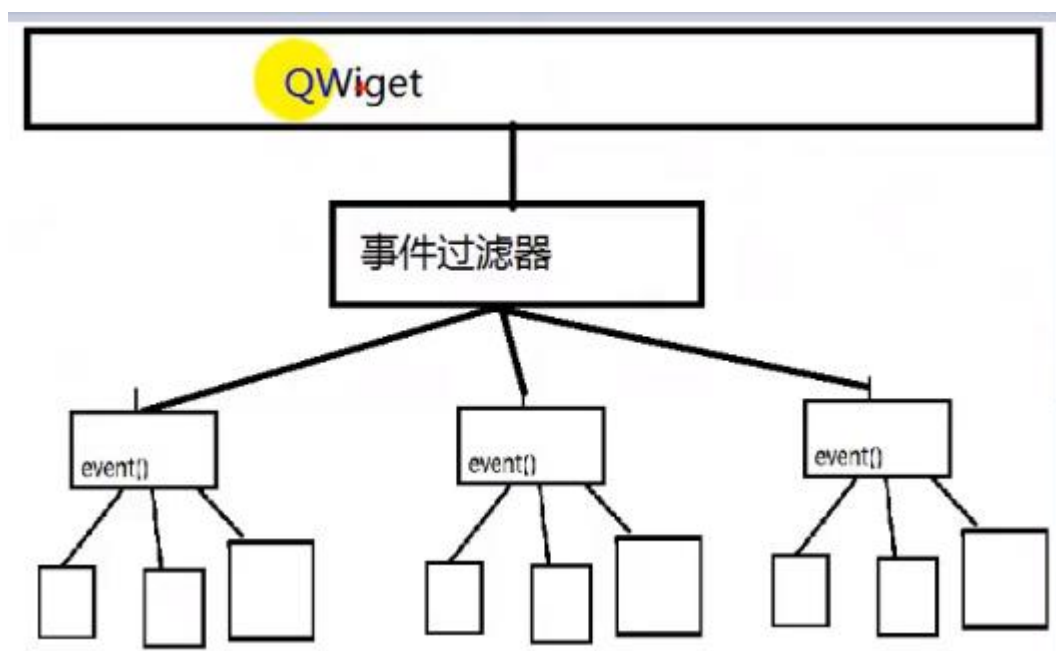 QWiget
事件过滤器
event()
event()
event()